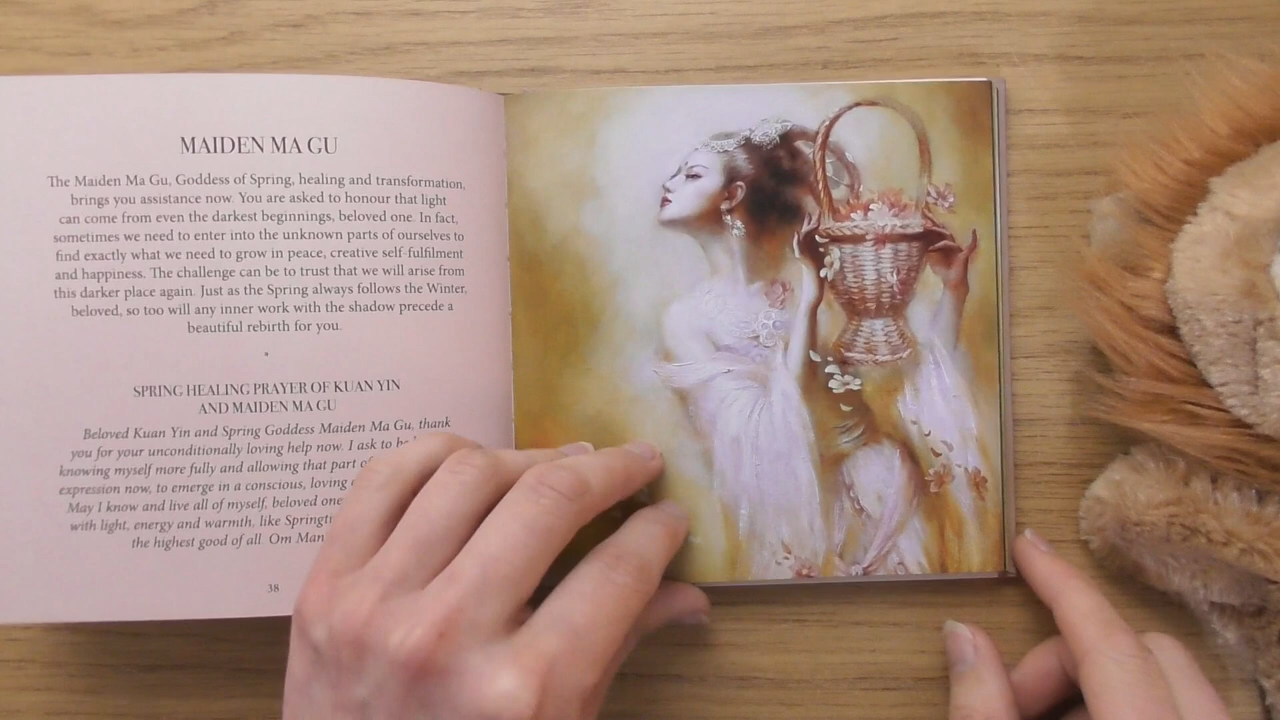 MAIDEN MA GU
The Maiden Ma Gu, Goddess of Spring, healing and transformation,
brings you assistance now. You are asked to honour that light
can come from even the darkest beginnings, beloved one. In fact,
sometimes we need to enter into the unknown parts of ourselves to
find exactly what we need to grow in peace, creative self-fulfilment
and happiness. The challenge can be to trust that we will arise from
this darker place again. Just as the Spring always follows the Winter,
beloved, so too will any inner work with the shadow precede a
beautiful rebirth for you.
SPRING HEALING PRAYER OF KUAN YIN
AND MAIDEN MA GU
Beloved Kuan Yin and Spring Goddess Maiden Ma Gu, thank
you for your unconditionally loving help now. I ask to
knowing myself more fully and allowing that part
expression now, to emerge in a conscious, loving
May I know and live all of myself, beloved one
with light, energy and warmth, like
the highest good of all. Om
38